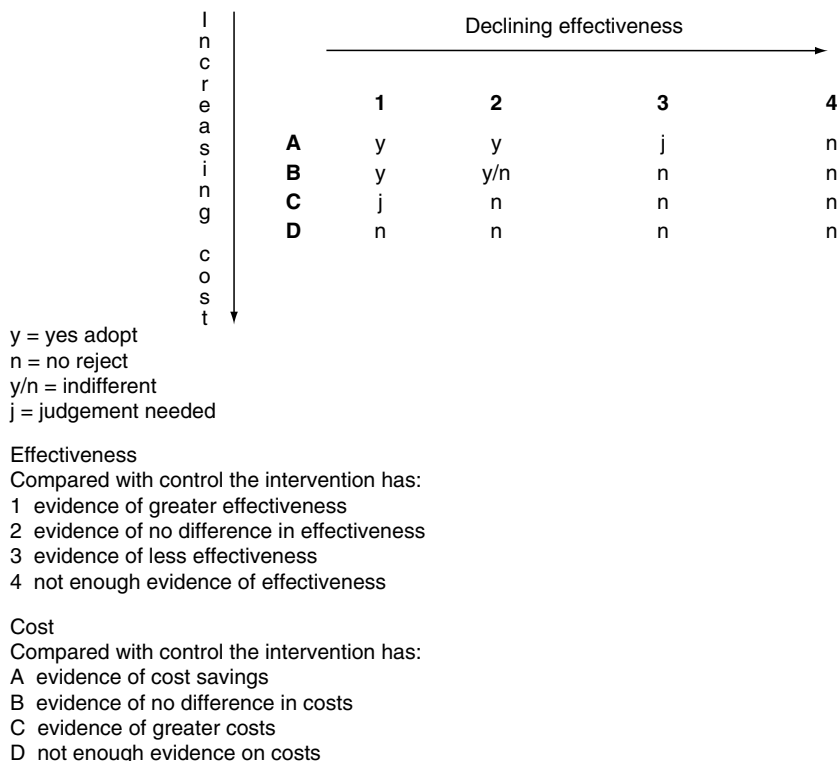 Increasing cost
Declining effectiveness
1 2 3 4
A y y j n
B y y/n n n
C j n n n
D n n n n
y = yes adopt
n = no reject
y/n = indifferent
j = judgement needed
Effectiveness
Compared with control the intervention has:
1 evidence of greater effectiveness
2 evidence of no difference in effectiveness
3 evidence of less effectiveness
4 not enough evidence of effectiveness
Cost
Compared with control the intervention has:
A evidence of cost savings
B evidence of no difference in costs
C evidence of greater costs
D not enough evidence on costs